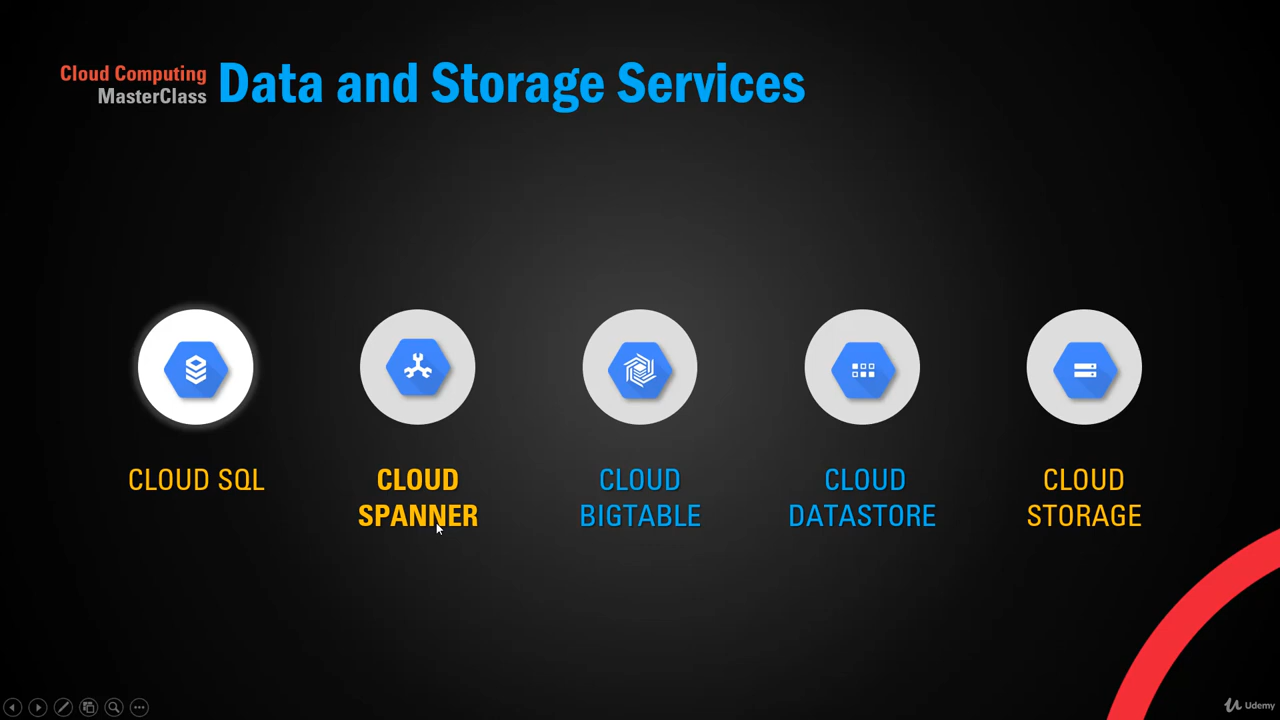 Cloud Computing
MasterClass
Data and Storage Services
CLOUD SQL
CLOUD
SPANNER
CLOUD
BIGTABLE
CLOUD
DATASTORE
CLOUD
STORAGE
Udemy